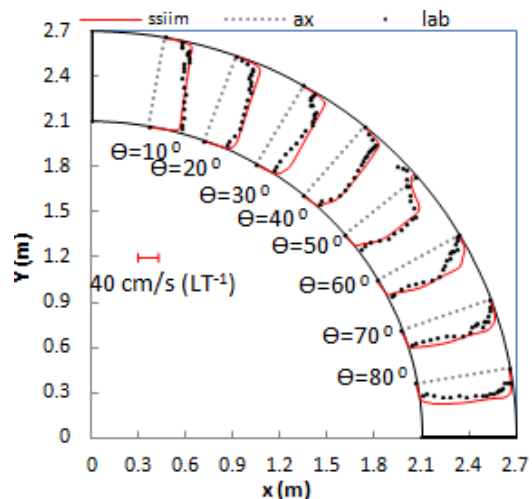 ssiim ax lab
2.7
2.4
2.1
1.8
1.5
1.2
0.9
0.6
0.3
0
Y (m)
ϴ=10⁰
ϴ=20⁰
ϴ=30⁰
ϴ=40⁰
ϴ=50⁰
ϴ=60⁰
ϴ=70⁰
ϴ=80⁰
40 cm/s (LT⁻¹)
0 0.3 0.6 0.9 1.2 1.5 1.8 2.1 2.4 2.7
x (m)